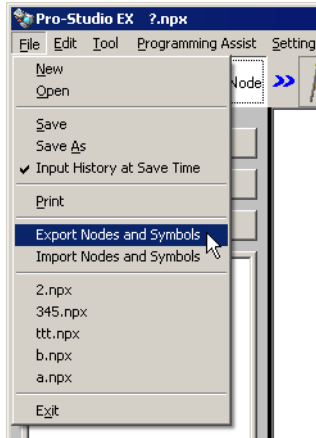 Pro-Studio EX ?.npx
File Edit Tool Programming Assist Setting
New
Node
Open
Save
Save As
Input History at Save Time
Print
Export Nodes and Symbols
Import Nodes and Symbols
2.npx
345.npx
ttt.npx
b.npx
a.npx
Exit